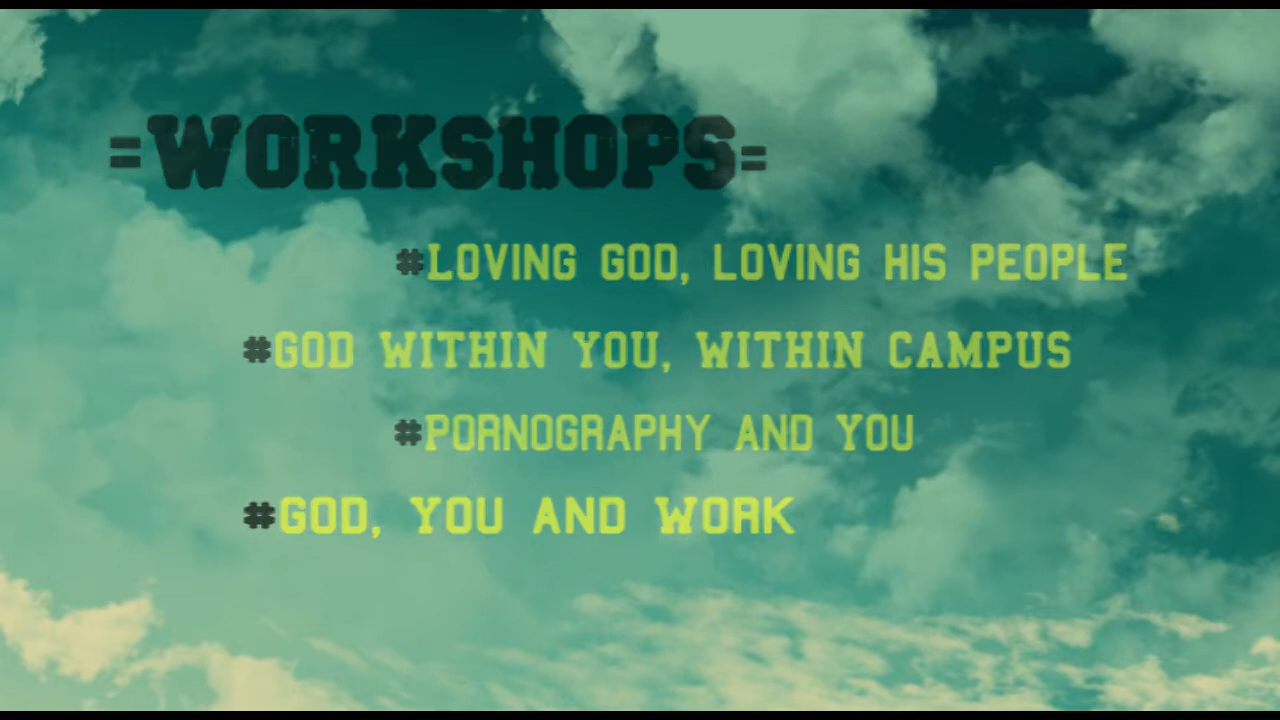 =WORKSHOPS=
#LOVING GOD, LOVING HIS PEOPLE
#GOD WITHIN YOU, WITHIN CAMPUS
#PORNOGRAPHY AND YOU
#GOD, YOU AND WORK